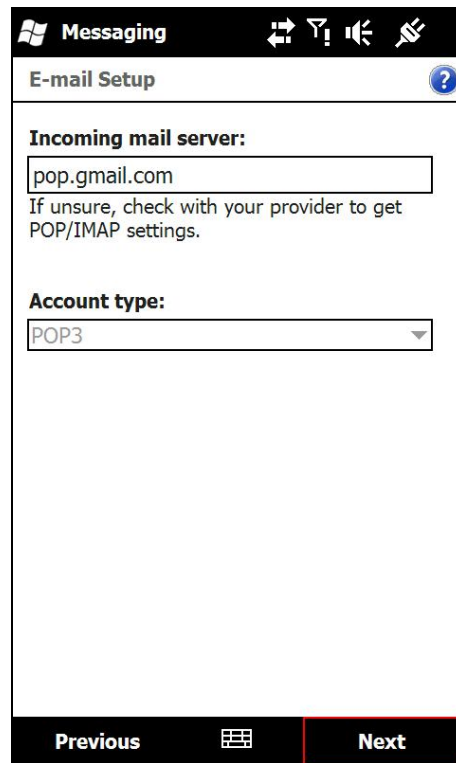 Messaging
E-mail Setup
?
Incoming mail server:
pop.gmail.com
If unsure, check with your provider to get
POP/IMAP settings.
Account type:
POP3
Previous
Next